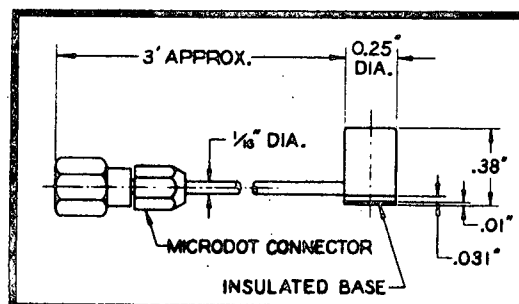 3' APPROX.
0.25"
DIA.
1/16" DIA.
.38"
.01"
.031"
MICRODOT CONNECTOR
INSULATED BASE